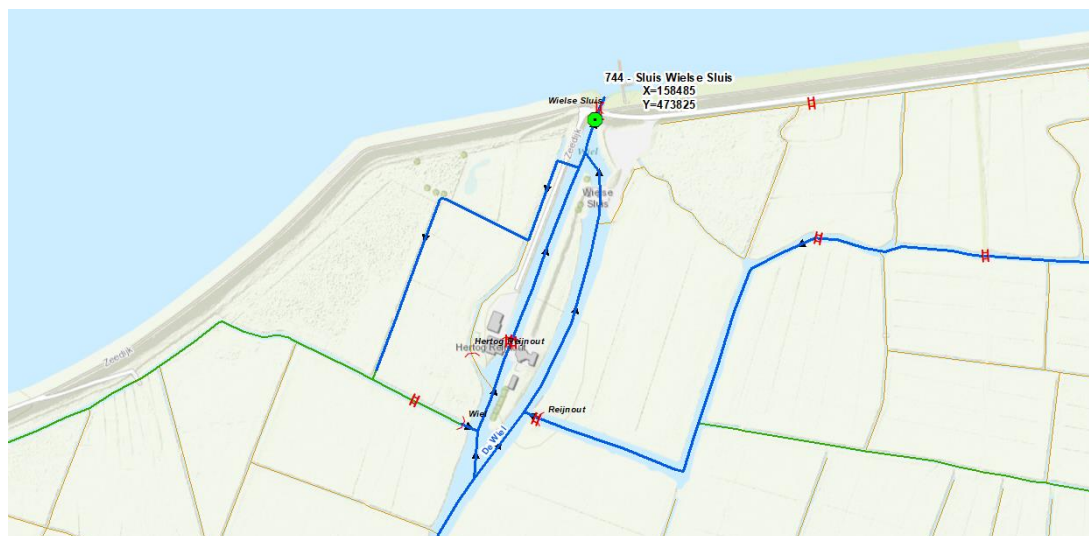 744 - Sluis Wielse Sluis
X=158485
Y=473825
Wielse Sluis
Zeedijk
Wiel
Wielse
Sluis
Hertog Reijnout
Hertog Reijnout
Zeedijk
Wiel
Reijnout
De Wiel